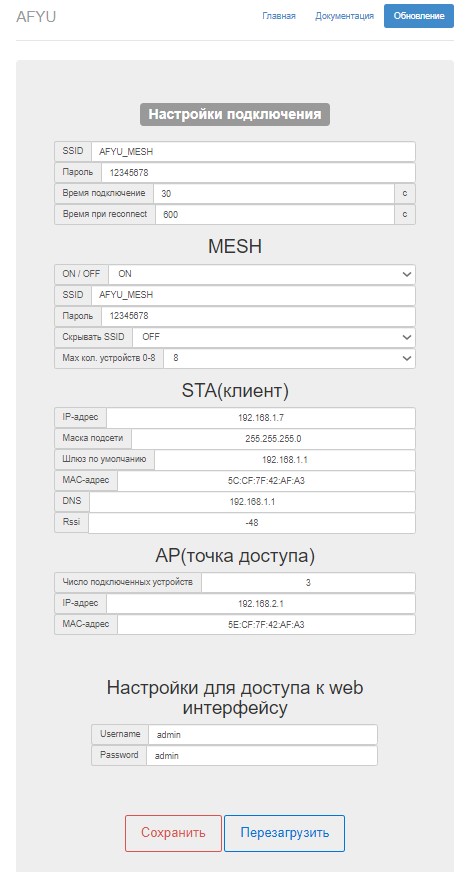 AFYU Главная Документация Обновление
Настройки подключения
SSID AFYU_MESH
Пароль 12345678
Время подключение 30 с
Время при reconnect 600 с
MESH
ON / OFF ON
SSID AFYU_MESH
Пароль 12345678
Скрывать SSID OFF
Max кол. устройств 0-8 8
STA(клиент)
IP-адрес 192.168.1.7
Маска подсети 255.255.255.0
Шлюз по умолчанию 192.168.1.1
MAC-адрес 5C:CF:7F:42:AF:A3
DNS 192.168.1.1
Rssi -48
AP(точка доступа)
Число подключенных устройств 3
IP-адрес 192.168.2.1
MAC-адрес 5E:CF:7F:42:AF:A3
Настройки для доступа к web
интерфейсу
Username admin
Password admin
Сохранить Перезагрузить